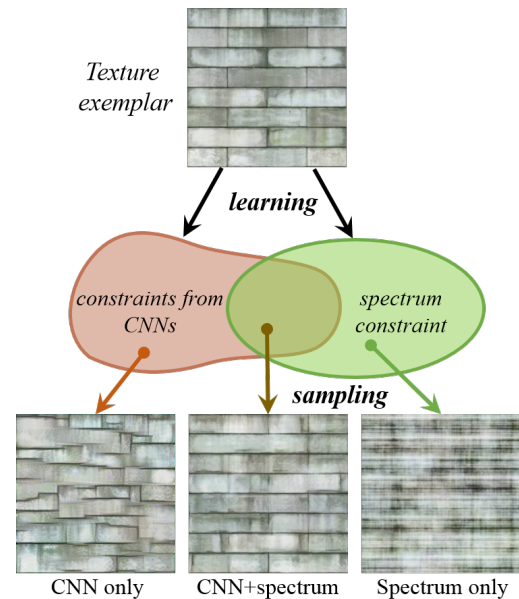 Texture
exemplar
learning
constraints from
CNNs
spectrum
constraint
sampling
CNN only
CNN+spectrum
Spectrum only